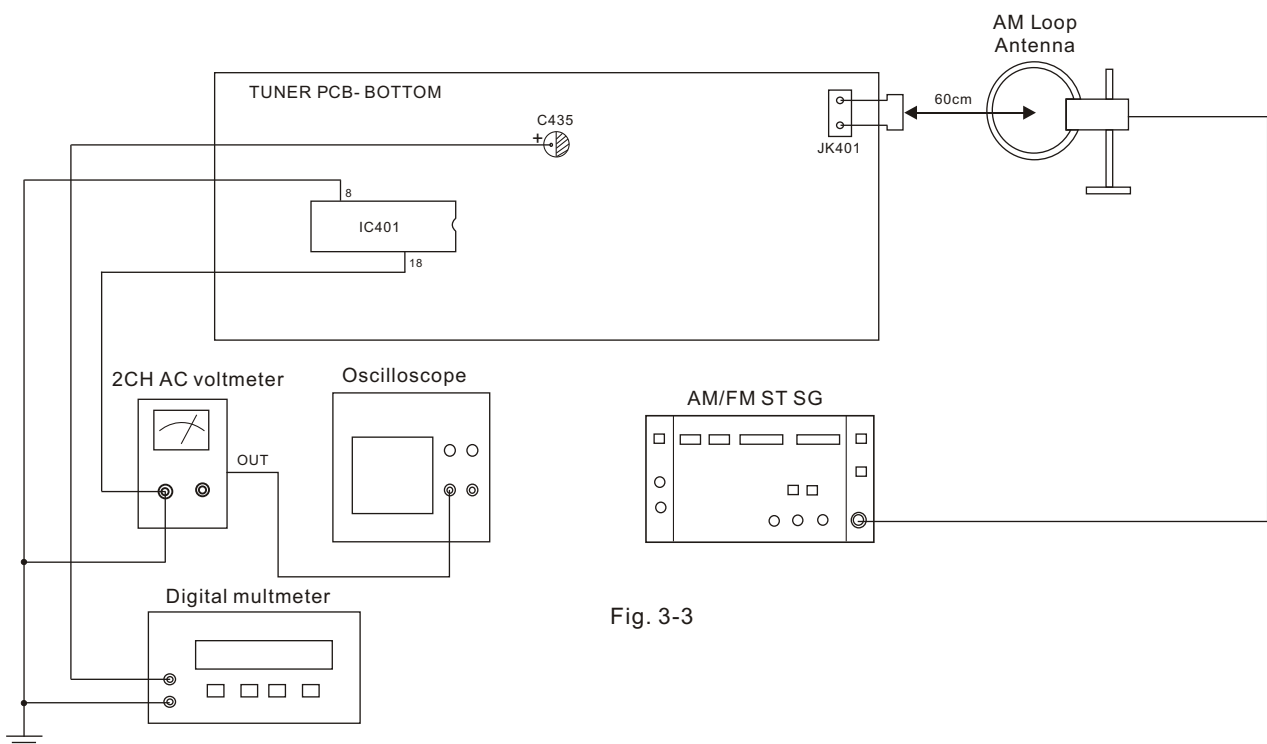 AM Loop
Antenna
TUNER PCB- BOTTOM
60cm
C435
+
JK401
8
IC401
18
2CH AC voltmeter
Oscilloscope
AM/FM ST SG
OUT
Digital multmeter
Fig. 3-3